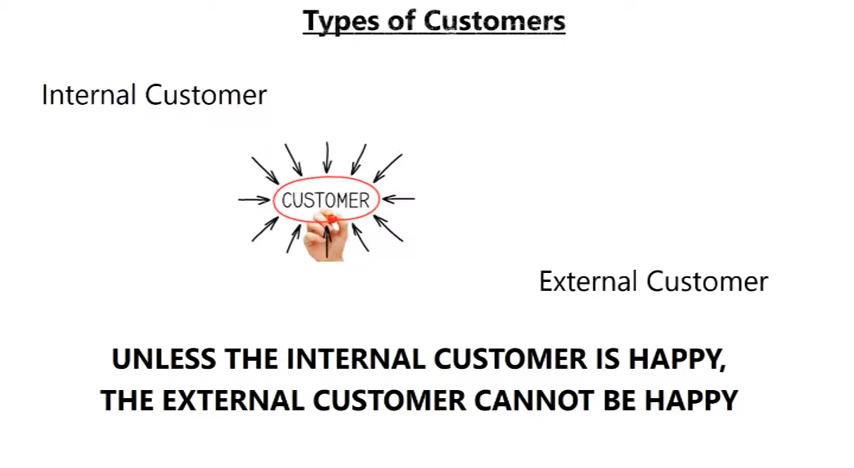 Types of Customers
Internal Customer
CUSTOMER
External Customer
UNLESS THE INTERNAL CUSTOMER IS HAPPY,
THE EXTERNAL CUSTOMER CANNOT BE HAPPY